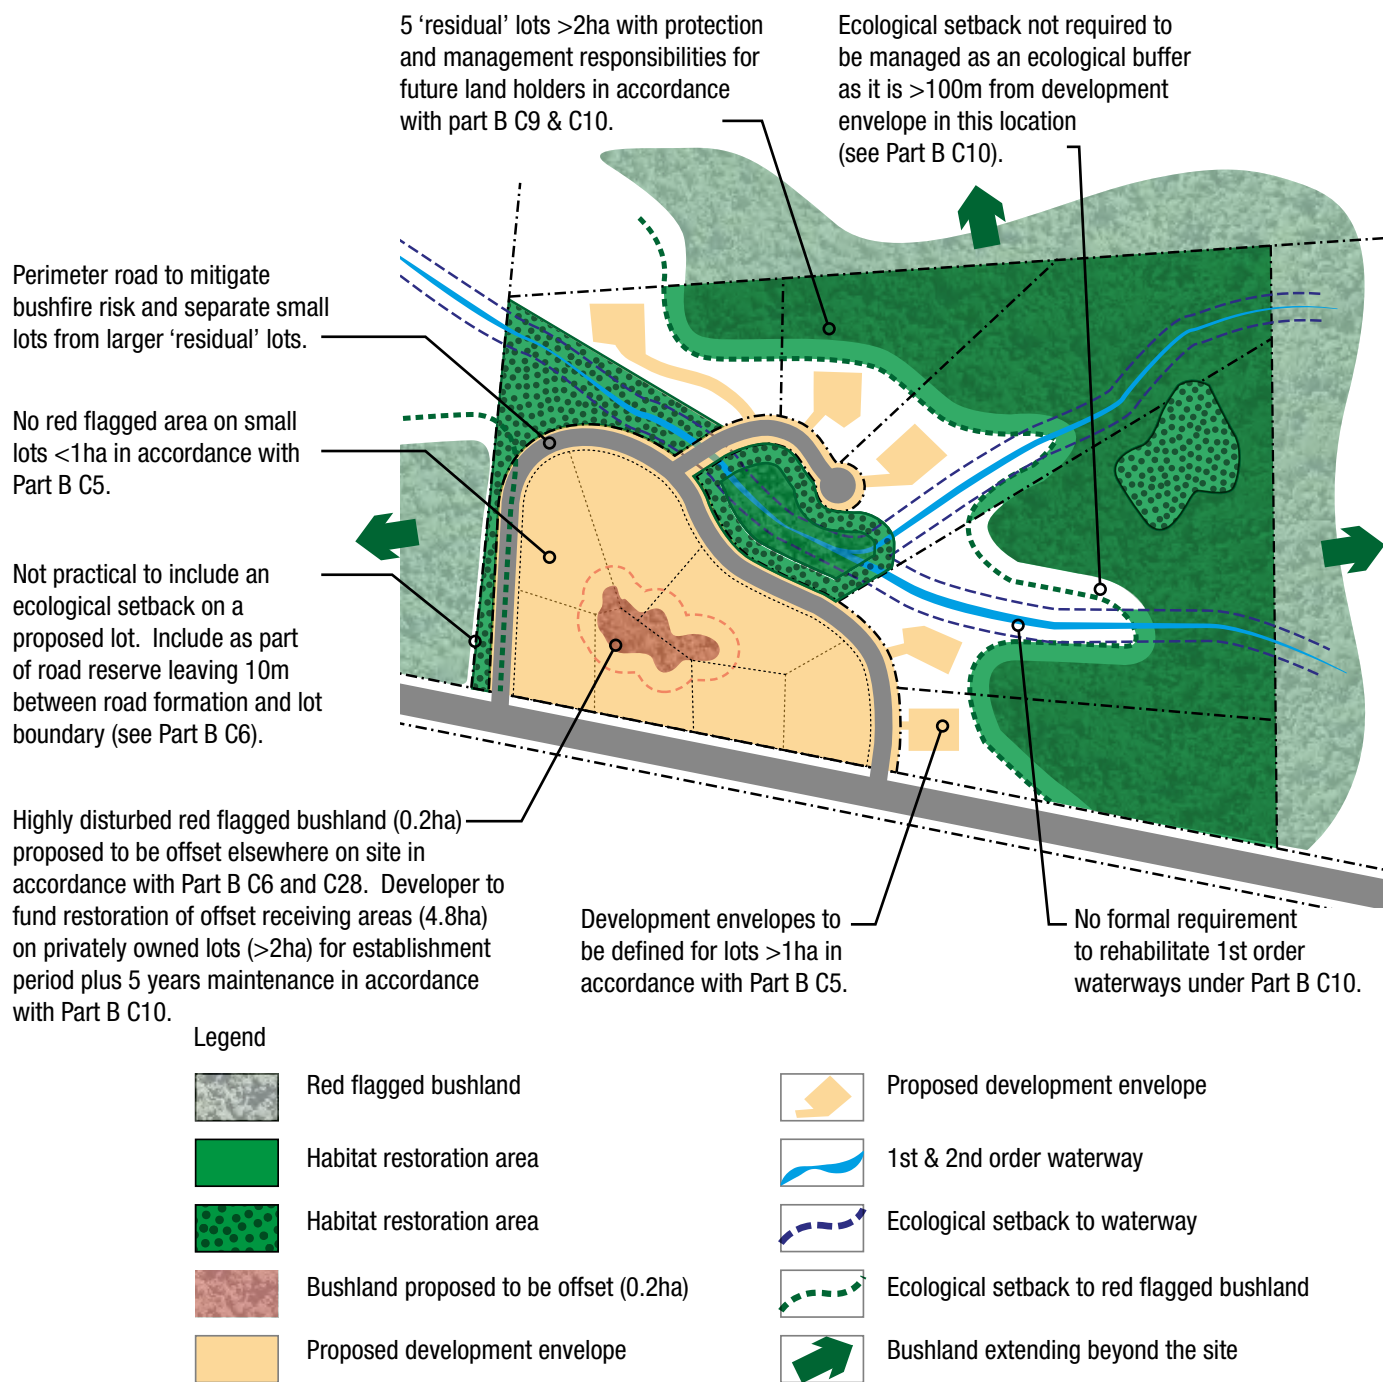 5 ‘residual’ lots >2ha with protection
and management responsibilities for
future land holders in accordance
with part B C9 & C10.
Ecological setback not required to
be managed as an ecological buffer
as it is >100m from development
envelope in this location
(see Part B C10).
Perimeter road to mitigate
bushfire risk and separate small
lots from larger ‘residual’ lots.
No red flagged area on small
lots <1ha in accordance with
Part B C5.
Not practical to include an
ecological setback on a
proposed lot.  Include as part
of road reserve leaving 10m
between road formation and lot
boundary (see Part B C6).
Highly disturbed red flagged bushland (0.2ha)
proposed to be offset elsewhere on site in
accordance with Part B C6 and C28.  Developer to
fund restoration of offset receiving areas (4.8ha)
on privately owned lots (>2ha) for establishment
period plus 5 years maintenance in accordance
with Part B C10.
Development envelopes to
be defined for lots >1ha in
accordance with Part B C5.
No formal requirement
to rehabilitate 1st order
waterways under Part B C10.
Legend
Red flagged bushland
Habitat restoration area
Habitat restoration area
Bushland proposed to be offset (0.2ha)
Proposed development envelope
Proposed development envelope
1st & 2nd order waterway
Ecological setback to waterway
Ecological setback to red flagged bushland
Bushland extending beyond the site